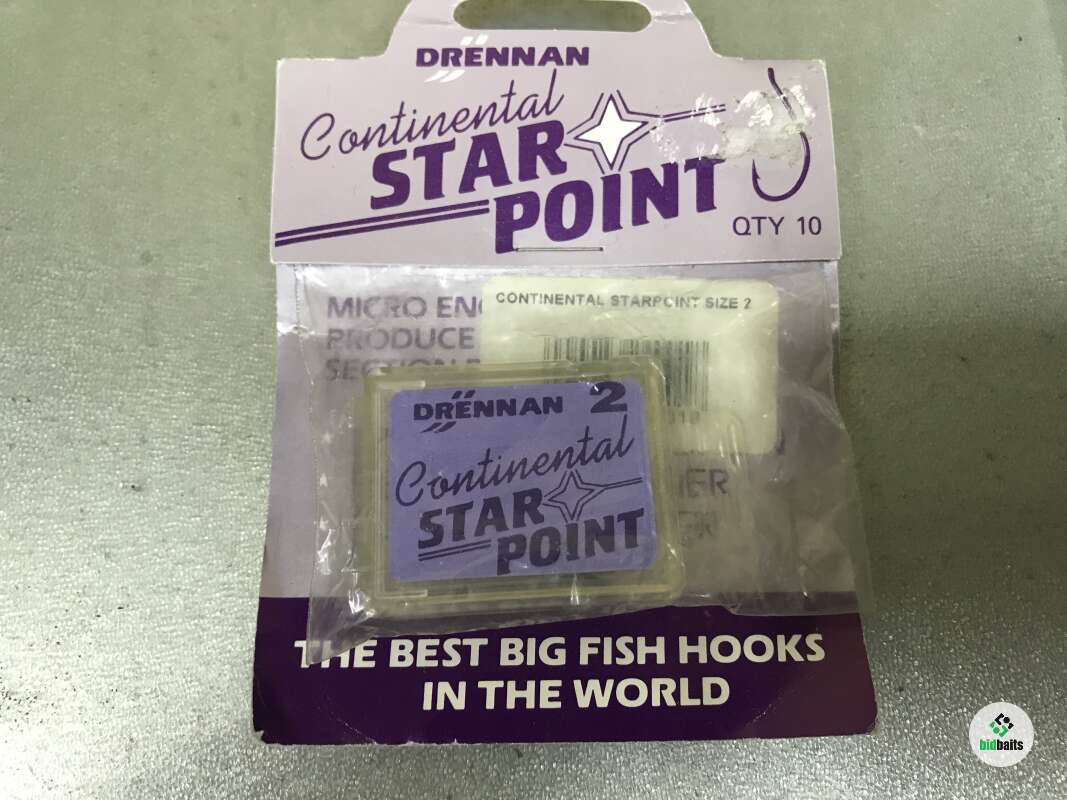 DRENNAN
Continental
STAR
POINT
QTY 10
CONTINENTAL STARPOINT SIZE 2
MICRO EN
PRODUCE
DRENNAN 2
Continental
STAR
POINT
THE BEST BIG FISH HOOKS
IN THE WORLD
bidbaits